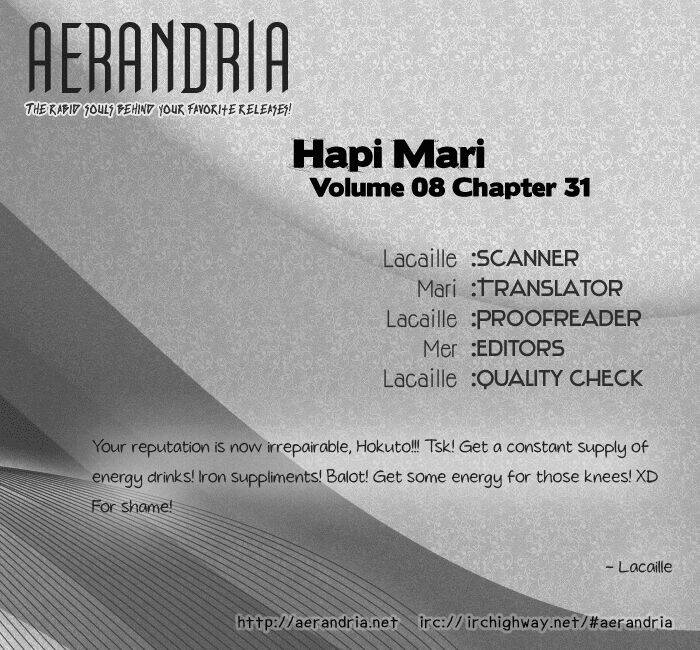 AERANDRIA
The rabid souls behind your favorite releases!
Hapi Mari
Volume 08 Chapter 31
Lacaille :SCANNER
Mari :TRANSLATOR
Lacaille :PROOFREADER
Mer :EDITORS
Lacaille :QUALITY CHECK
Your reputation is now irrepairable, Hokuto!!! Tsk! Get a constant supply of
energy drinks! Iron suppliments! Balot! Get some energy for those knees! XD
For shame!
~ Lacaille
http://aerandria.net irc://irchighway.net/#aerandria